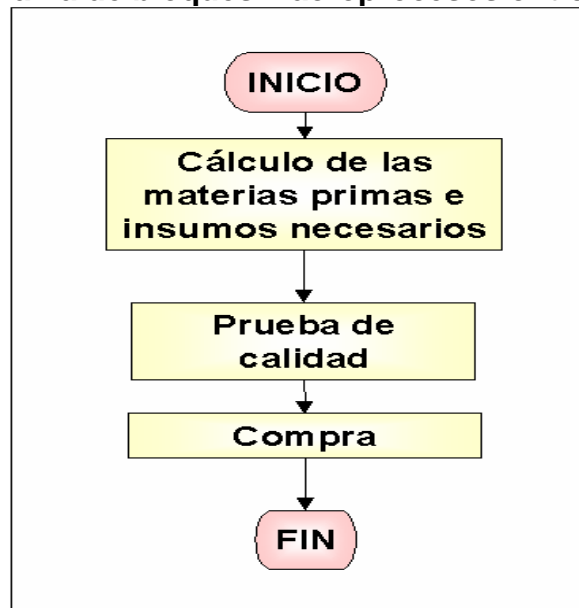 INICIO
Cálculo de las
materias primas e
insumos necesarios
Prueba de
calidad
Compra
FIN